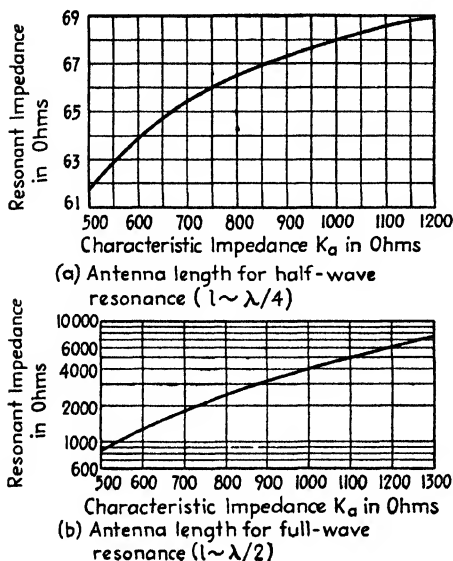 Resonant Impedance
in Ohms
69
67
65
63
61
500 600 700 800 900 1000 1100 1200
Characteristic Impedance Ka in Ohms
(a) Antenna length for half-wave
resonance (l~ λ/4)
Resonant Impedance
in Ohms
10000
6000
4000
2000
1000
600
500 600 700 800 900 1000 1100 1200 1300
Characteristic Impedance Ka in Ohms
(b) Antenna length for full-wave
resonance (l~λ/2)